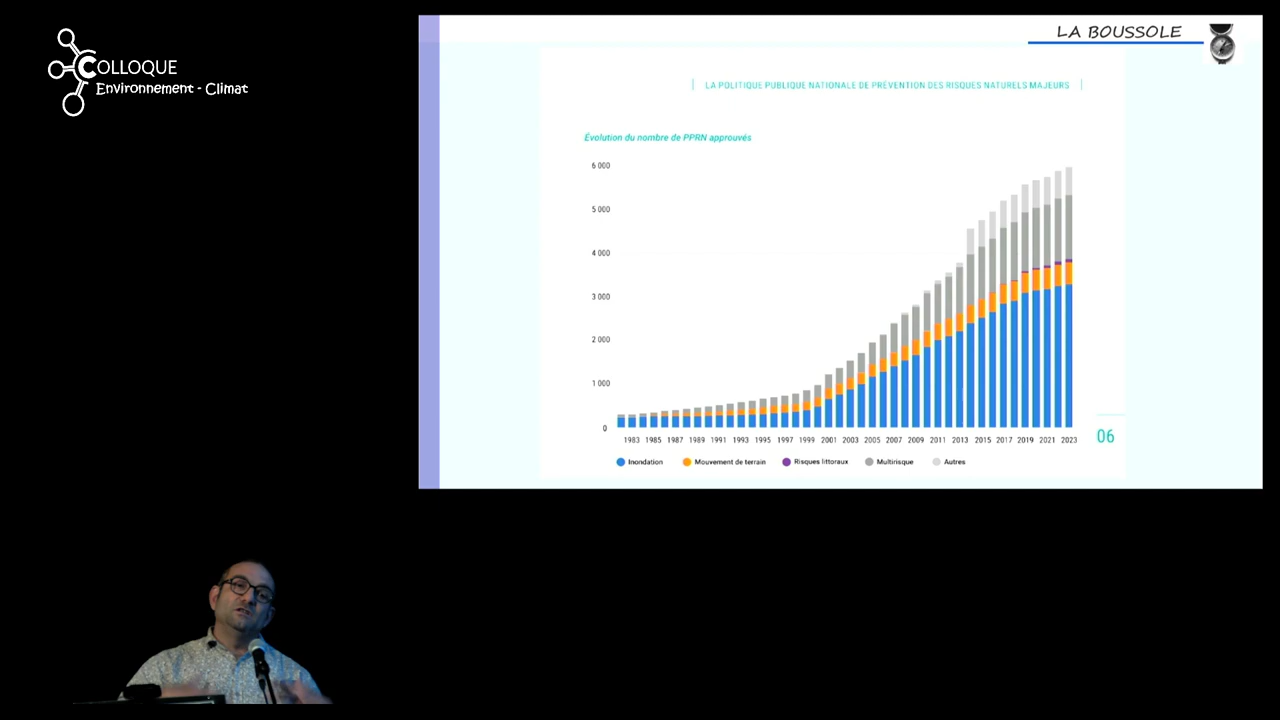 COLLOQUE
Environnement - Climat
LA BOUSSOLE
LA POLITIQUE PUBLIQUE NATIONALE DE PRÉVENTION DES RISQUES NATURELS MAJEURS
Évolution du nombre de PPRN approuvés
6 000
5 000
4 000
3 000
2 000
1 000
0
1983 1985 1987 1989 1991 1993 1995 1997 1999 2001 2003 2005 2007 2009 2011 2013 2015 2017 2019 2021 2023
06
Inondation Mouvement de terrain Risques littoraux Multirisque Autres